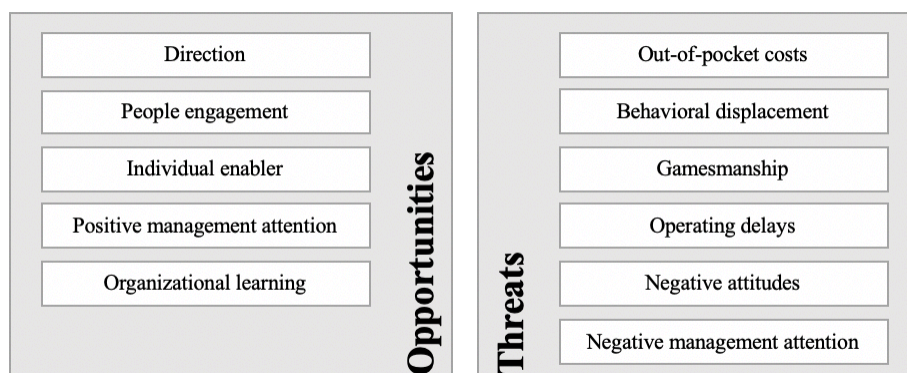 Direction
People engagement
Individual enabler
Positive management attention
Organizational learning
Opportunities
Threats
Out-of-pocket costs
Behavioral displacement
Gamesmanship
Operating delays
Negative attitudes
Negative management attention